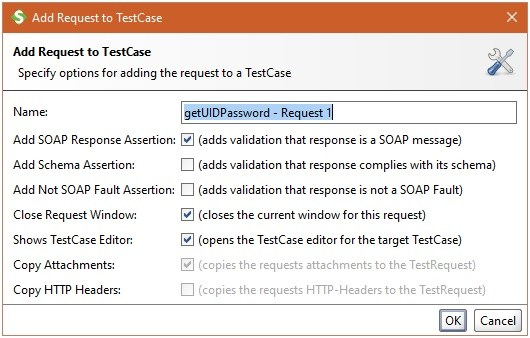 Add Request to TestCase
Add Request to TestCase
Specify options for adding the request to a TestCase
Name: getUIDPassword - Request 1
Add SOAP Response Assertion: (adds validation that response is a SOAP message)
Add Schema Assertion: (adds validation that response complies with its schema)
Add Not SOAP Fault Assertion: (adds validation that response is not a SOAP Fault)
Close Request Window: (closes the current window for this request)
Shows TestCase Editor: (opens the TestCase editor for the target TestCase)
Copy Attachments: (copies the requests attachments to the TestRequest)
Copy HTTP Headers: (copies the requests HTTP-Headers to the TestRequest)
OK Cancel